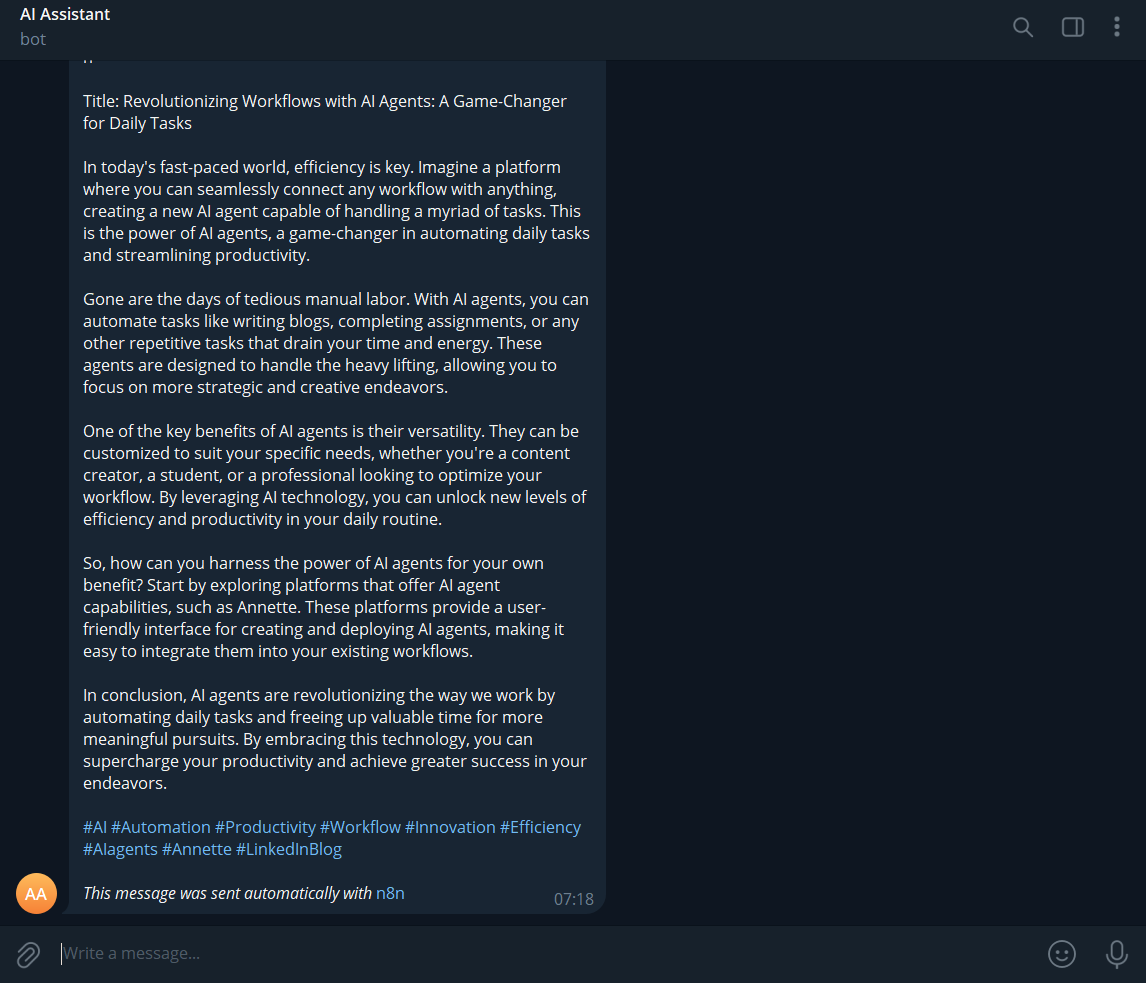 AI Assistant
bot
Title: Revolutionizing Workflows with AI Agents: A Game-Changer
for Daily Tasks
In today's fast-paced world, efficiency is key. Imagine a platform
where you can seamlessly connect any workflow with anything,
creating a new AI agent capable of handling a myriad of tasks. This
is the power of AI agents, a game-changer in automating daily tasks
and streamlining productivity.
Gone are the days of tedious manual labor. With AI agents, you can
automate tasks like writing blogs, completing assignments, or any
other repetitive tasks that drain your time and energy. These
agents are designed to handle the heavy lifting, allowing you to
focus on more strategic and creative endeavors.
One of the key benefits of AI agents is their versatility. They can be
customized to suit your specific needs, whether you're a content
creator, a student, or a professional looking to optimize your
workflow. By leveraging AI technology, you can unlock new levels of
efficiency and productivity in your daily routine.
So, how can you harness the power of AI agents for your own
benefit? Start by exploring platforms that offer AI agent
capabilities, such as Annette. These platforms provide a user-
friendly interface for creating and deploying AI agents, making it
easy to integrate them into your existing workflows.
In conclusion, AI agents are revolutionizing the way we work by
automating daily tasks and freeing up valuable time for more
meaningful pursuits. By embracing this technology, you can
supercharge your productivity and achieve greater success in your
endeavors.
#AI #Automation #Productivity #Workflow #Innovation #Efficiency
#AIagents #Annette #LinkedInBlog
This message was sent automatically with n8n
07:18
AA
Write a message...